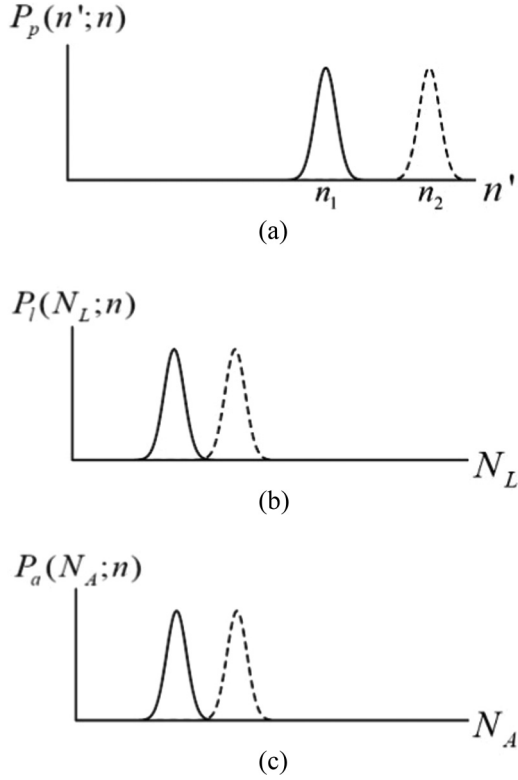 P_p(n';n)
n_1 n_2 n'
(a)
P_l(N_L;n)
N_L
(b)
P_a(N_A;n)
N_A
(c)